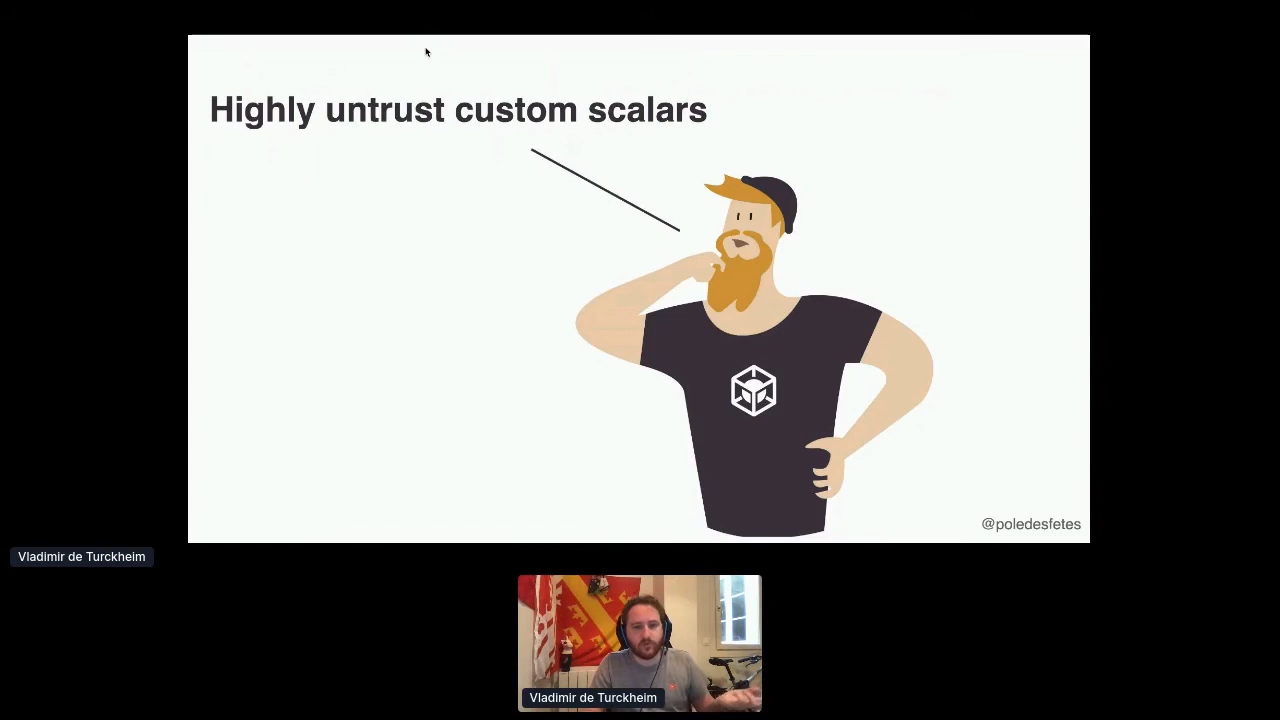 Highly untrust custom scalars
@poledesfetes
Vladimir de Turckheim
Vladimir de Turckheim